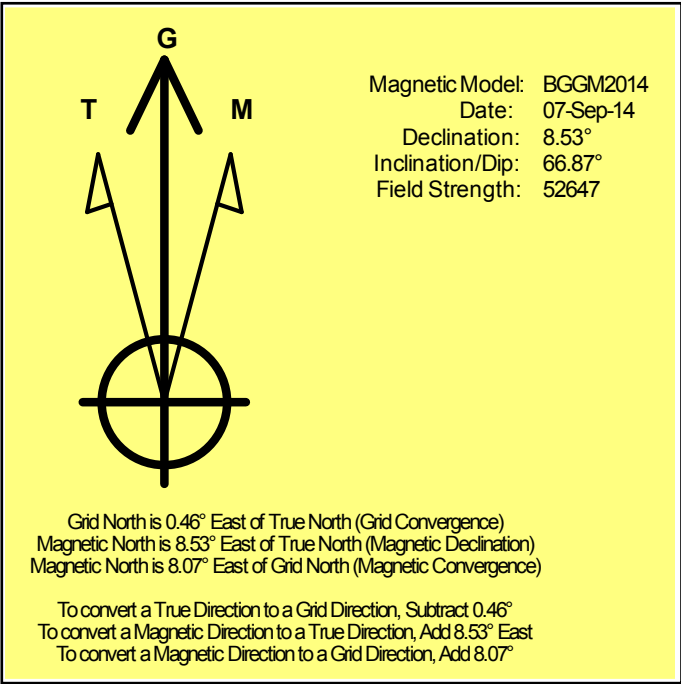 G
T M
Magnetic Model: BGGM2014
Date: 07-Sep-14
Declination: 8.53°
Inclination/Dip: 66.87°
Field Strength: 52647
Grid North is 0.46° East of True North (Grid Convergence)
Magnetic North is 8.53° East of True North (Magnetic Declination)
Magnetic North is 8.07° East of Grid North (Magnetic Convergence)
To convert a True Direction to a Grid Direction, Subtract 0.46°
To convert a Magnetic Direction to a True Direction, Add 8.53° East
To convert a Magnetic Direction to a Grid Direction, Add 8.07°